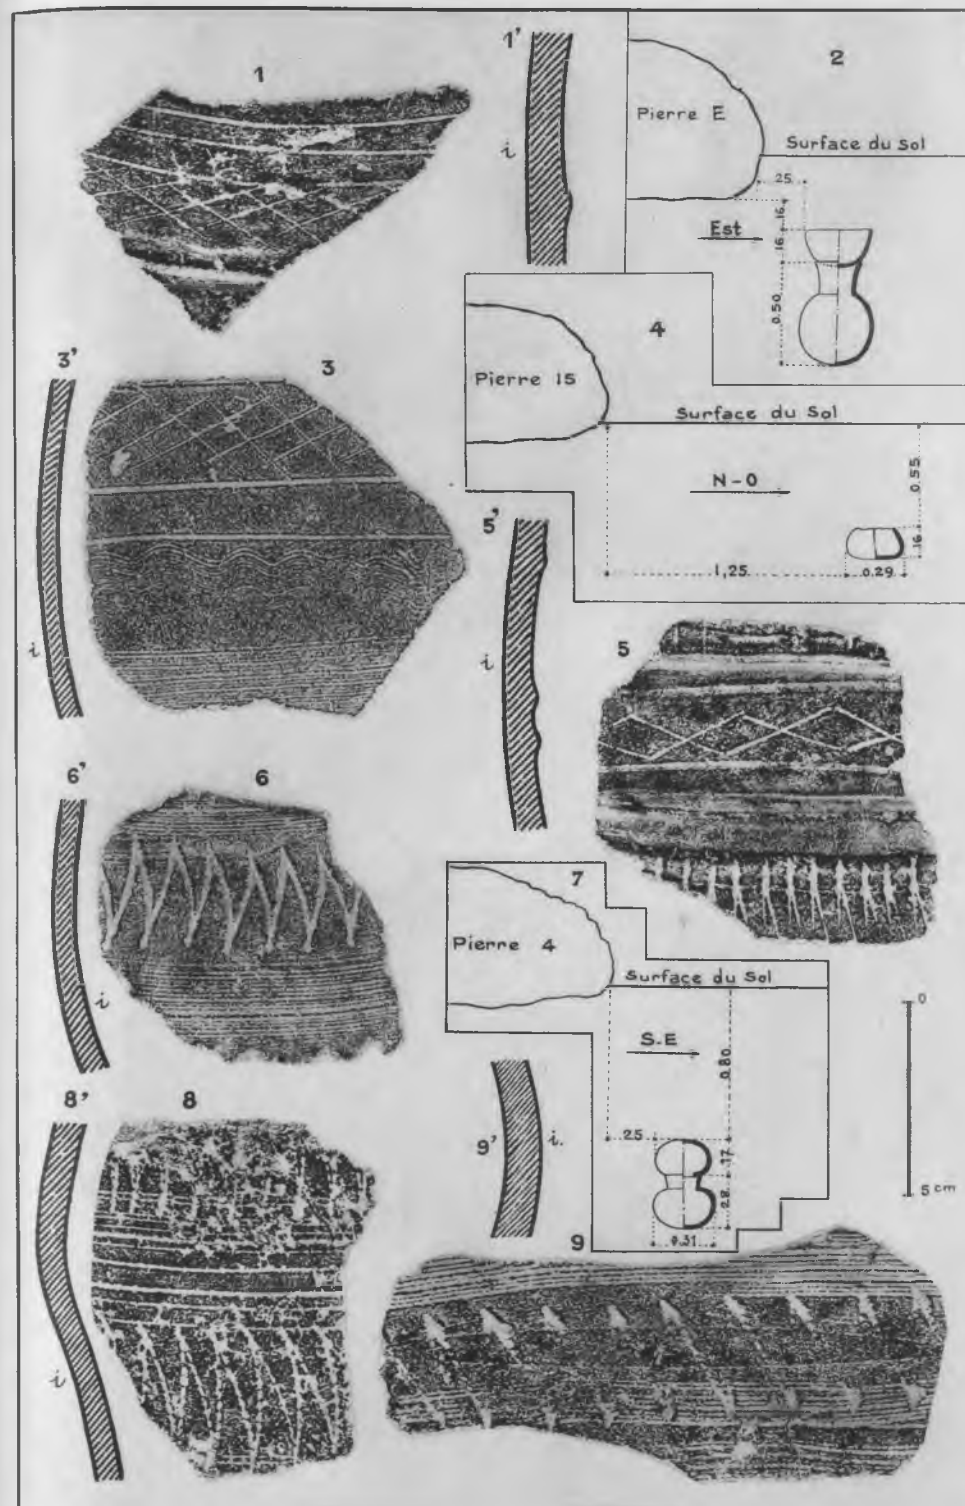 1
1'
i
2
Pierre E
Surface du Sol
25
16
Est
16
0.50
3'
3
i
4
Pierre 15
Surface du Sol
N-O
0.55
16
1,25
0.29
5'
i
5
6'
6
i
7
Pierre 4
Surface du Sol
S.E
0.80
25
17
28
0.31
0
5 cm
8'
8
i
9'
i.
9